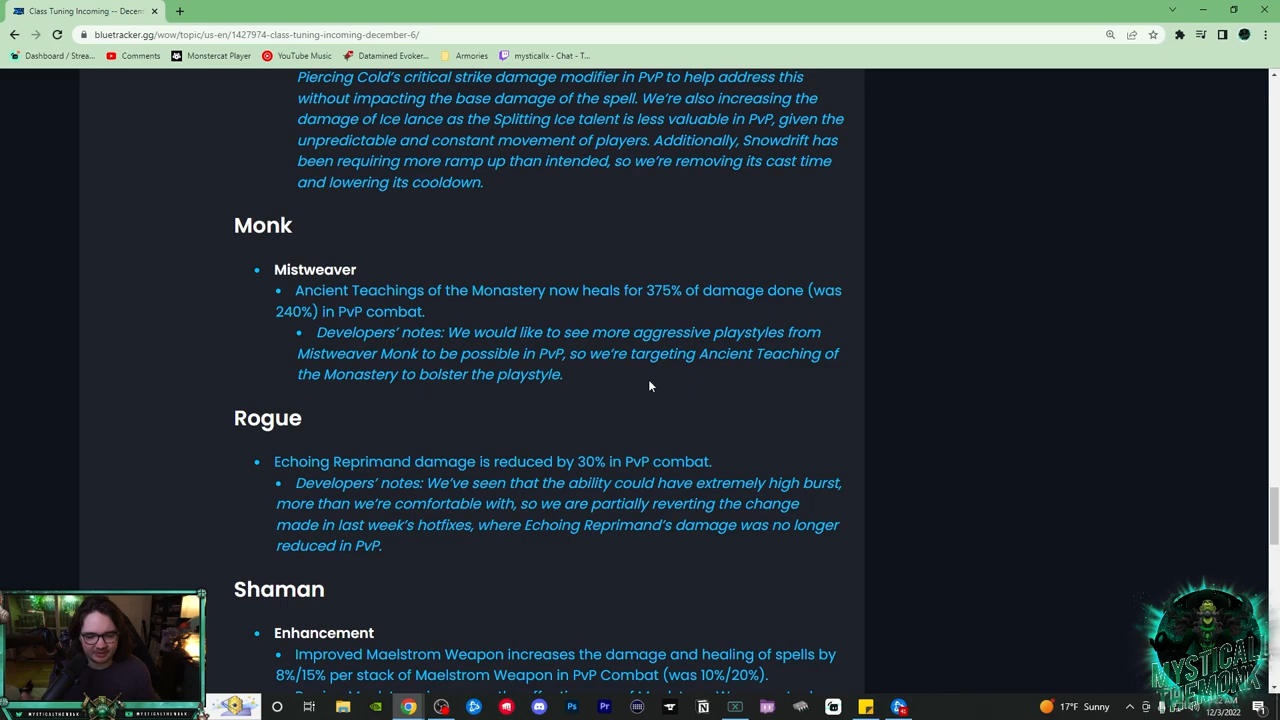 Class Tuning Incoming -- Decem
bluetracker.gg/wow/topic/us-en/1427974-class-tuning-incoming-december-6/
Dashboard / Strea... Comments Monstercat Player YouTube Music Datamined Evoker... Armories mysticallx - Chat - T...
Piercing Cold's critical strike damage modifier in PvP to help address this
without impacting the base damage of the spell. We're also increasing the
damage of Ice lance as the Splitting Ice talent is less valuable in PvP, given the
unpredictable and constant movement of players. Additionally, Snowdrift has
been requiring more ramp up than intended, so we're removing its cast time
and lowering its cooldown.
Monk
• Mistweaver
• Ancient Teachings of the Monastery now heals for 375% of damage done (was
240%) in PvP combat.
• Developers' notes: We would like to see more aggressive playstyles from
Mistweaver Monk to be possible in PvP, so we're targeting Ancient Teaching of
the Monastery to bolster the playstyle.
Rogue
• Echoing Reprimand damage is reduced by 30% in PvP combat.
• Developers' notes: We've seen that the ability could have extremely high burst,
more than we're comfortable with, so we are partially reverting the change
made in last week's hotfixes, where Echoing Reprimand's damage was no longer
reduced in PvP.
Shaman
• Enhancement
• Improved Maelstrom Weapon increases the damage and healing of spells by
8%/15% per stack of Maelstrom Weapon in PvP Combat (was 10%/20%).
MYSTICAL
THEMONK
MYSTICALTHEMONK
MYSTICALTHEMONK
17°F Sunny
12/3/2022